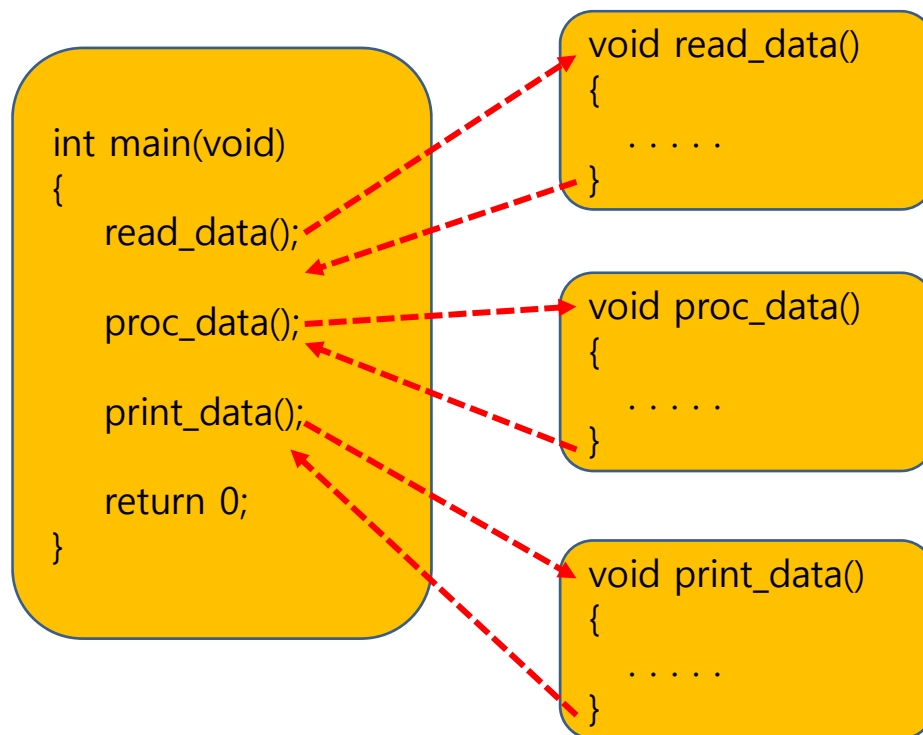 int main(void)
{
read_data();
proc_data();
print_data();
return 0;
}
void read_data()
{
. . . . .
}
void proc_data()
{
. . . . .
}
void print_data()
{
. . . . .
}